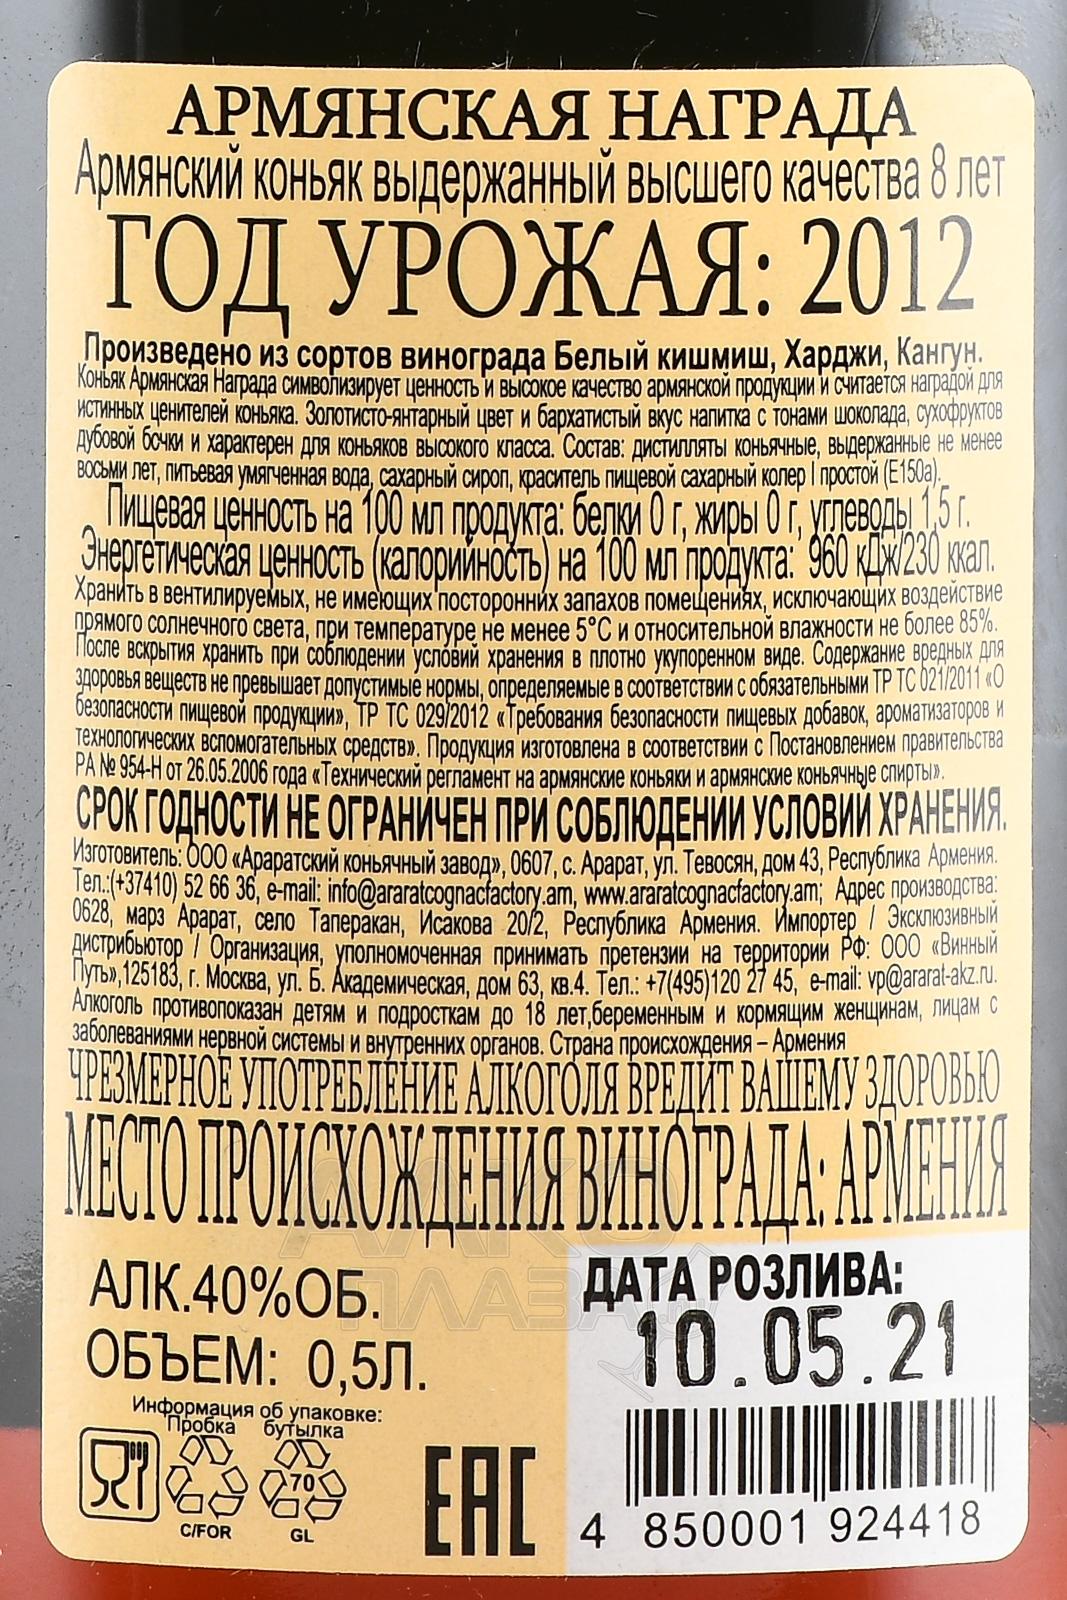 АРМЯНСКАЯ НАГРАДА
Армянский коньяк выдержанный высшего качества 8 лет
ГОД УРОЖАЯ: 2012
Произведено из сортов винограда Белый кишмиш, Харджи, Кангун.
Коньяк Армянская Награда символизирует ценность и высокое качество армянской продукции и считается наградой для
истинных ценителей коньяка. Золотисто-янтарный цвет и бархатистый вкус напитка с тонами шоколада, сухофруктов
дубовой бочки и характерен для коньяков высокого класса. Состав: дистилляты коньячные, выдержанные не менее
восьми лет, питьевая умягченная вода, сахарный сироп, краситель пищевой сахарный колер I простой (Е150а).
Пищевая ценность на 100 мл продукта: белки 0 г, жиры 0 г, углеводы 1,5 г.
Энергетическая ценность (калорийность) на 100 мл продукта: 960 кДж/230 ккал.
Хранить в вентилируемых, не имеющих посторонних запахов помещениях, исключающих воздействие
прямого солнечного света, при температуре не менее 5°С и относительной влажности не более 85%.
После вскрытия хранить при соблюдении условий хранения в плотно укупоренном виде. Содержание вредных для
здоровья веществ не превышает допустимые нормы, определяемые в соответствии с обязательными ТР ТС 021/2011 «О
безопасности пищевой продукции», ТР ТС 029/2012 «Требования безопасности пищевых добавок, ароматизаторов и
технологических вспомогательных средств». Продукция изготовлена в соответствии с Постановлением правительства
РА № 954-Н от 26.05.2006 года «Технический регламент на армянские коньяки и армянские коньячные спирты».
СРОК ГОДНОСТИ НЕ ОГРАНИЧЕН ПРИ СОБЛЮДЕНИИ УСЛОВИЙ ХРАНЕНИЯ.
Изготовитель: ООО «Араратский коньячный завод», 0607, с. Арарат, ул. Тевосян, дом 43, Республика Армения.
Тел.:(+37410) 52 66 36, e-mail: info@araratcognacfactory.am, www.araratcognacfactory.am; Адрес производства:
0628, марз Арарат, село Таперакан, Исакова 20/2, Республика Армения. Импортер / Эксклюзивный
дистрибьютор / Организация, уполномоченная принимать претензии на территории РФ: ООО «Винный
Путь»,125183, г. Москва, ул. Б. Академическая, дом 63, кв.4. Тел.: +7(495)120 27 45, e-mail: vp@ararat-akz.ru.
Алкоголь противопоказан детям и подросткам до 18 лет,беременным и кормящим женщинам, лицам с
заболеваниями нервной системы и внутренних органов. Страна происхождения – Армения
ЧРЕЗМЕРНОЕ УПОТРЕБЛЕНИЕ АЛКОГОЛЯ ВРЕДИТ ВАШЕМУ ЗДОРОВЬЮ
МЕСТО ПРОИСХОЖДЕНИЯ ВИНОГРАДА: АРМЕНИЯ
АЛКО
ПЛАЗА
АЛК.40%ОБ.
ОБЪЕМ: 0,5Л.
ДАТА РОЗЛИВА:
10.05.21
Информация об упаковке:
Пробка бутылка
70
C/FOR GL
EAC
4 850001 924418